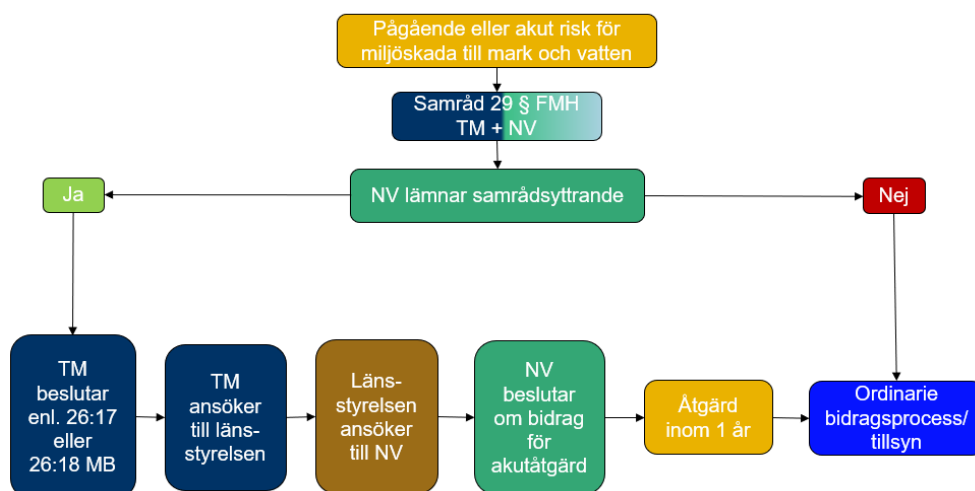 Pågående eller akut risk för
miljöskada till mark och vatten
Samråd 29 § FMH
TM + NV
Ja
NV lämnar samrådsyttrande
Nej
TM
beslutar
enl. 26:17
eller
26:18 MB
TM
ansöker
till läns-
styrelsen
Läns-
styrelsen
ansöker
till NV
NV
beslutar
om bidrag
för
akutåtgärd
Åtgärd
inom 1 år
Ordinarie
bidragsprocess/
tillsyn